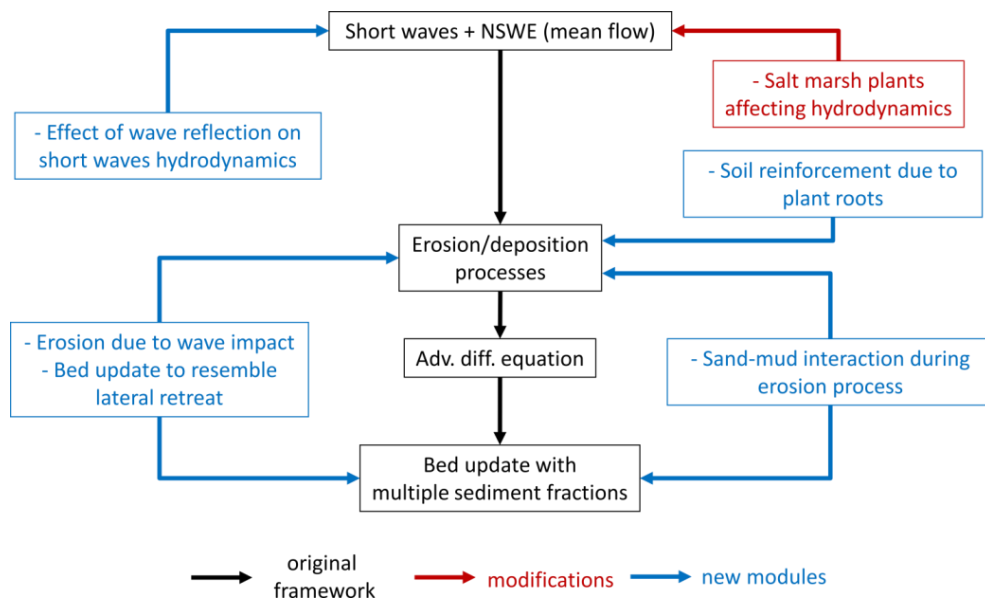 Short waves + NSWE (mean flow)
- Salt marsh plants
affecting hydrodynamics
- Effect of wave reflection on
short waves hydrodynamics
- Soil reinforcement due to
plant roots
Erosion/deposition
processes
- Erosion due to wave impact
- Bed update to resemble
lateral retreat
Adv. diff. equation
- Sand-mud interaction during
erosion process
Bed update with
multiple sediment fractions
original
framework
modifications
new modules